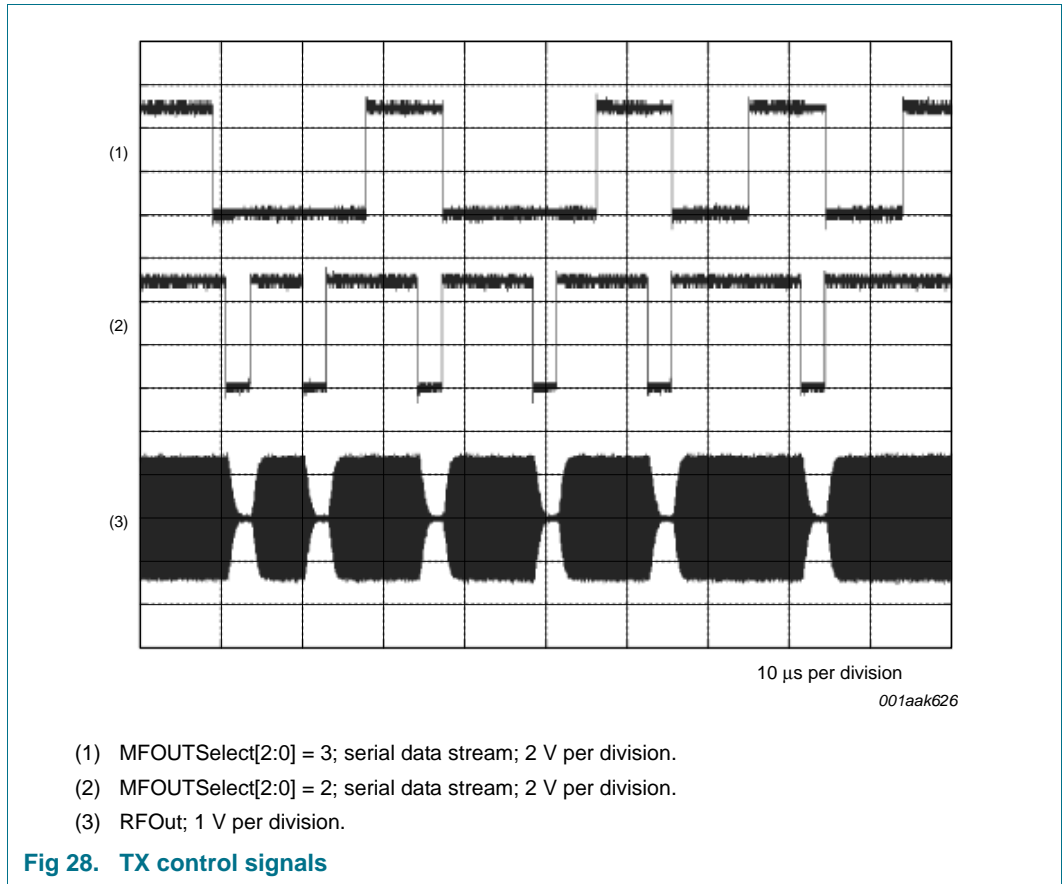 (1)
(2)
(3)
10 μs per division
001aak626
(1) MFOUTSelect[2:0] = 3; serial data stream; 2 V per division.
(2) MFOUTSelect[2:0] = 2; serial data stream; 2 V per division.
(3) RFOut; 1 V per division.
Fig 28. TX control signals